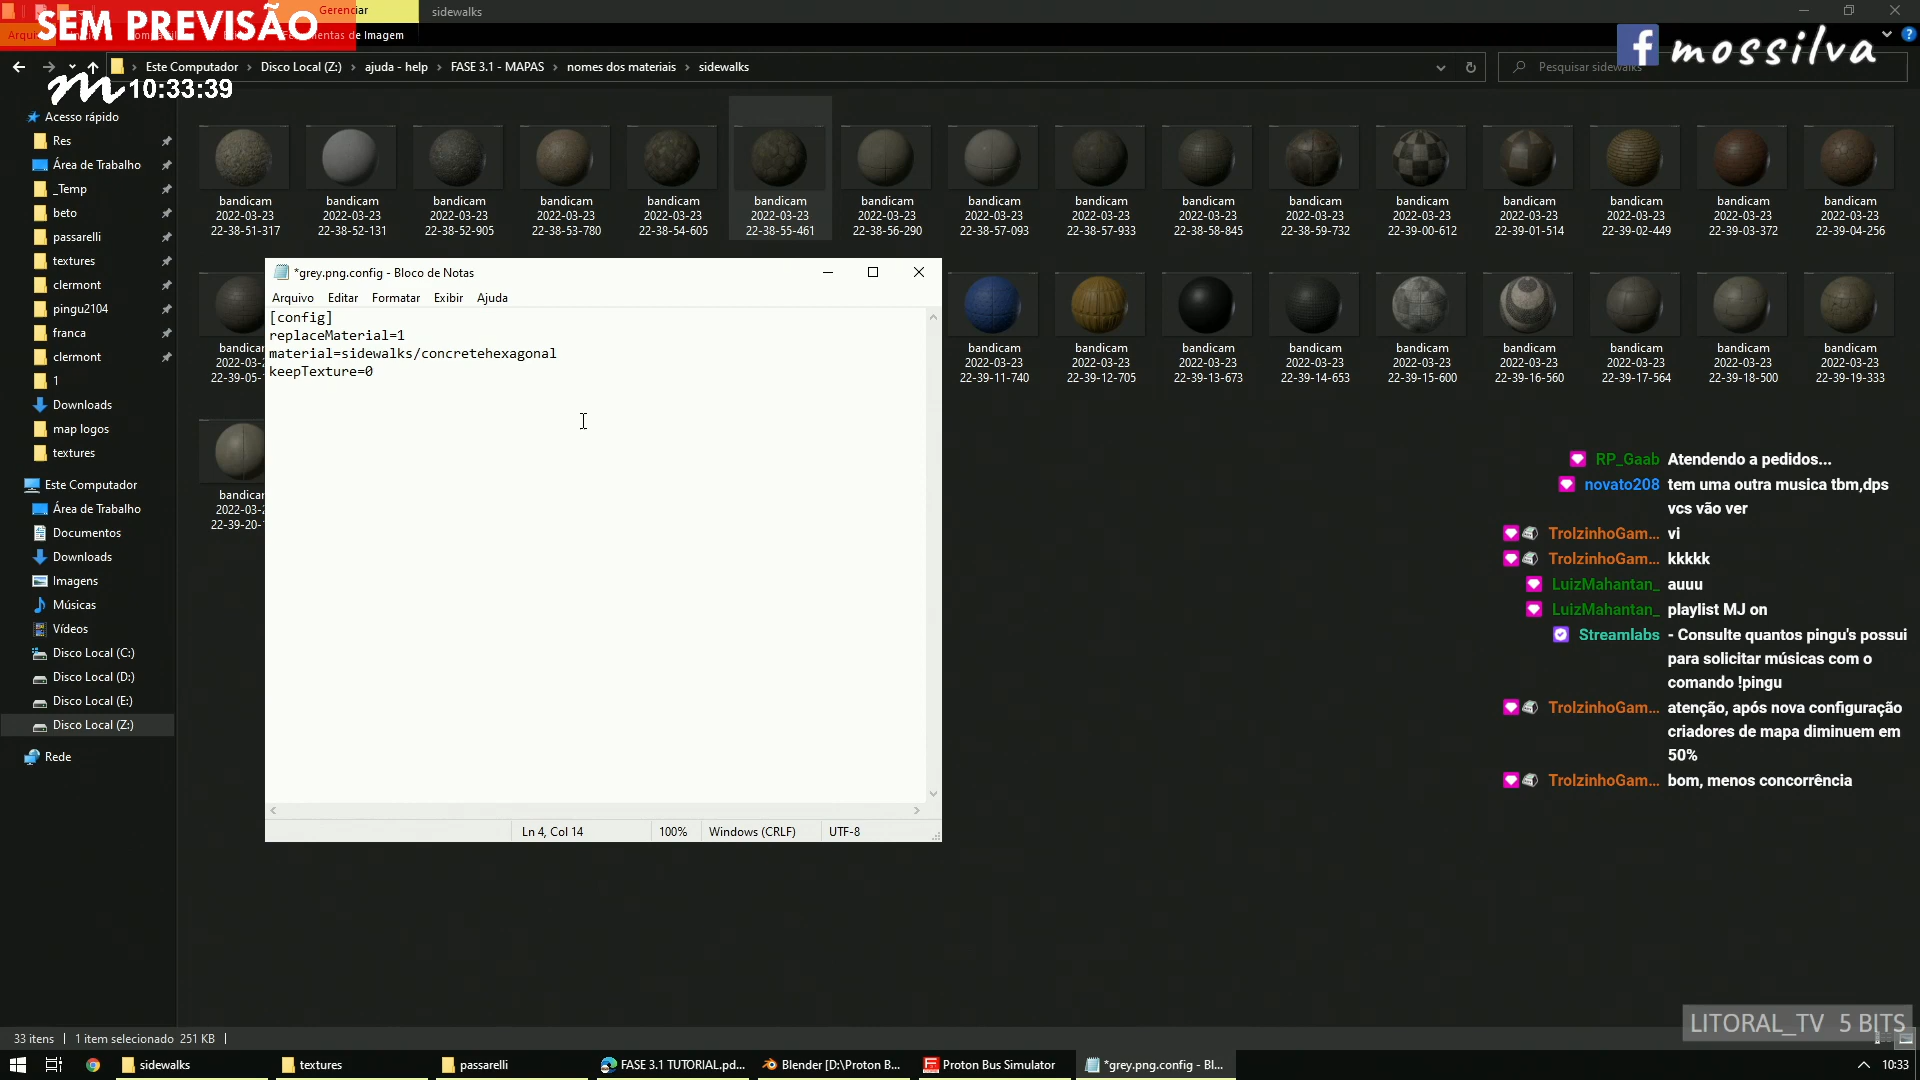 Gerenciar
sidewalks
SEM PREVISÃO
de Imagem
mossilva
Este Computador
Disco Local (Z:)
ajuda - help
FASE 3.1 - MAPAS
nomes dos materiais
sidewalks
Pesquisar sidewalks
10:33:39
Acesso rápido
Res
Área de Trabalho
_Temp
beto
passarelli
textures
clermont
pingu2104
franca
clermont
1
Downloads
map logos
textures
Este Computador
Área de Trabalho
Documentos
Downloads
Imagens
Músicas
Vídeos
Disco Local (C:)
Disco Local (D:)
Disco Local (E:)
Disco Local (Z:)
Rede
bandicam 2022-03-23 22-38-51-317
bandicam 2022-03-23 22-38-52-131
bandicam 2022-03-23 22-38-52-905
bandicam 2022-03-23 22-38-53-780
bandicam 2022-03-23 22-38-54-605
bandicam 2022-03-23 22-38-55-461
bandicam 2022-03-23 22-38-56-290
bandicam 2022-03-23 22-38-57-093
bandicam 2022-03-23 22-38-57-933
bandicam 2022-03-23 22-38-58-845
bandicam 2022-03-23 22-38-59-732
bandicam 2022-03-23 22-39-00-612
bandicam 2022-03-23 22-39-01-514
bandicam 2022-03-23 22-39-02-449
bandicam 2022-03-23 22-39-03-372
bandicam 2022-03-23 22-39-04-256
bandicam 2022-03-23 22-39-11-740
bandicam 2022-03-23 22-39-12-705
bandicam 2022-03-23 22-39-13-673
bandicam 2022-03-23 22-39-14-653
bandicam 2022-03-23 22-39-15-600
bandicam 2022-03-23 22-39-16-560
bandicam 2022-03-23 22-39-17-564
bandicam 2022-03-23 22-39-18-500
bandicam 2022-03-23 22-39-19-333
*grey.png.config - Bloco de Notas
Arquivo Editar Formatar Exibir Ajuda
[config]
replaceMaterial=1
material=sidewalks/concretehexagonal
keepTexture=0
Ln 4, Col 14
100%
Windows (CRLF)
UTF-8
RP_Gaab Atendendo a pedidos...
novato208 tem uma outra musica tbm,dps
vcs vão ver
TrolzinhoGam... vi
TrolzinhoGam... kkkkk
LuizMahantan_ auuu
LuizMahantan_ playlist MJ on
Streamlabs - Consulte quantos pingu's possui
para solicitar músicas com o
comando !pingu
TrolzinhoGam... atenção, após nova configuração
criadores de mapa diminuem em
50%
TrolzinhoGam... bom, menos concorrência
LITORAL_TV 5 BITS
33 itens
1 item selecionado 251 KB
sidewalks
textures
passarelli
FASE 3.1 TUTORIAL.pd...
Blender [D:\Proton B...
Proton Bus Simulator
*grey.png.config - Bl...
10:33